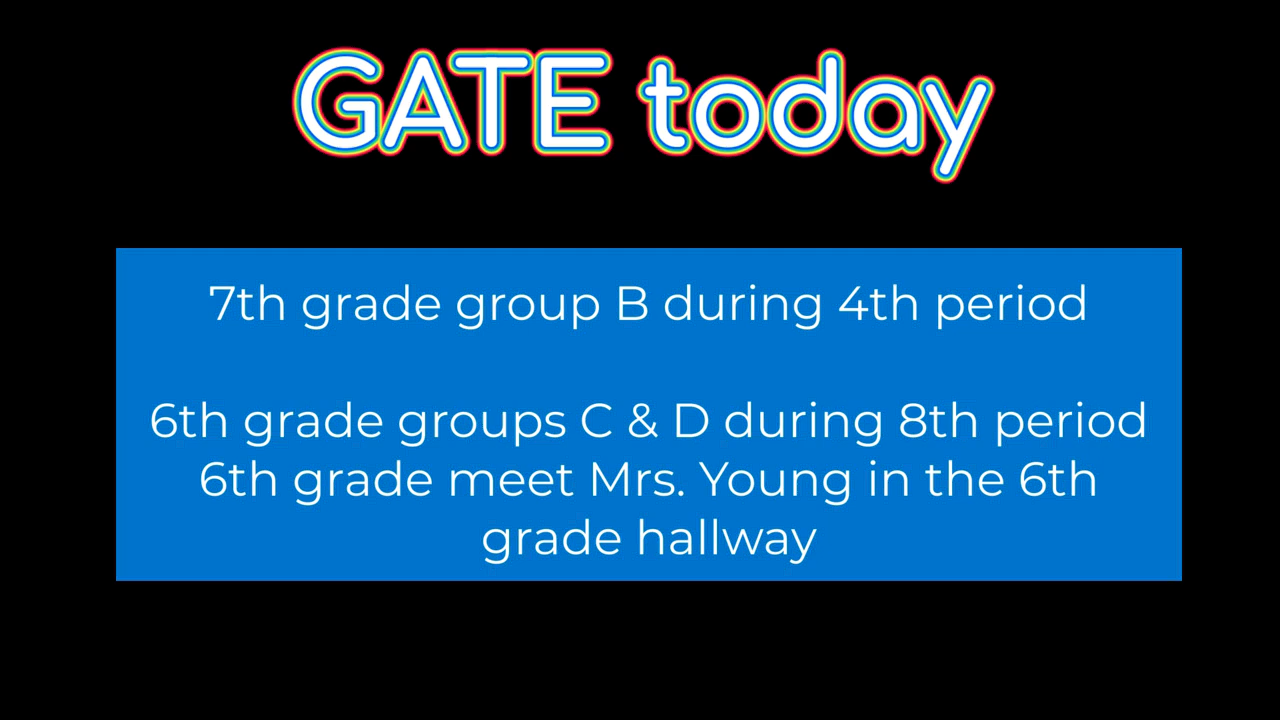 GATE today
7th grade group B during 4th period
6th grade groups C & D during 8th period
6th grade meet Mrs. Young in the 6th
grade hallway